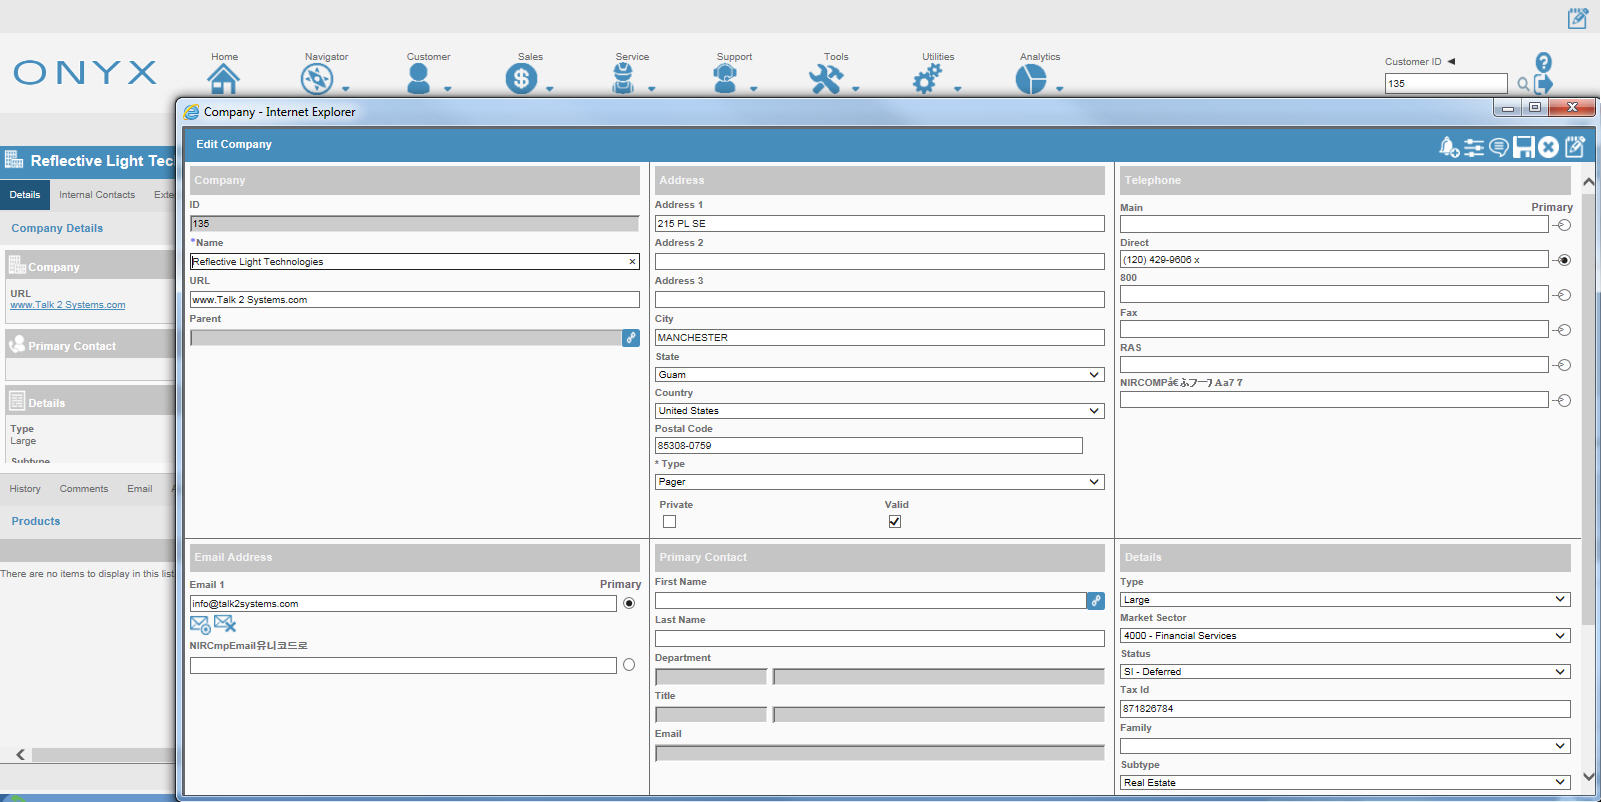 Home
Navigator
Customer
Sales
Service
Support
Tools
Utilities
Analytics
Customer ID
135
ONYX
Company - Internet Explorer
Edit Company
Reflective Light Tec
Details
Internal Contacts
Exte
Company Details
Company
URL
www.Talk 2 Systems.com
Primary Contact
Details
Type
Large
Subtype
History
Comments
Email
Products
There are no items to display in this list
Company
ID
135
*Name
Reflective Light Technologies
URL
www.Talk 2 Systems.com
Parent
Address
Address 1
215 PL SE
Address 2
Address 3
City
MANCHESTER
State
Guam
Country
United States
Postal Code
85308-0759
* Type
Pager
Private
Valid
Telephone
Main
Primary
Direct
(120) 429-9606 x
800
Fax
RAS
Email Address
Email 1
Primary
info@talk2systems.com
NIRCmpEmail유니코드로
Primary Contact
First Name
Last Name
Department
Title
Email
Details
Type
Large
Market Sector
4000 - Financial Services
Status
SI - Deferred
Tax Id
871826784
Family
Subtype
Real Estate